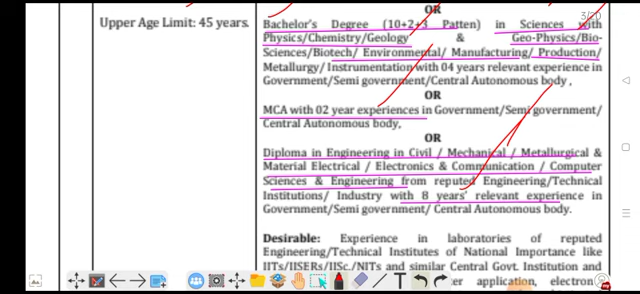 OR
3/20
Upper Age Limit: 45 years.
Bachelor's Degree (10+2+3 Patten) in Sciences with
Physics/Chemistry/Geology & Geo-Physics/Bio-
Sciences/Biotech/ Environmental/ Manufacturing/ Production/
Metallurgy/ Instrumentation with 04 years relevant experience in
Government/Semi government/Central Autonomous body,
OR
MCA with 02 year experiences in Government/Semi government/
Central Autonomous body,
OR
Diploma in Engineering in Civil / Mechanical / Metallurgical &
Material Electrical / Electronics & Communication / Computer
Sciences & Engineering from reputed Engineering/Technical
Institutions/ Industry with 8 years' relevant experience in
Government/Semi government/ Central Autonomous body.
Desirable: Experience in laboratories of reputed
Engineering/Technical Institutes of National Importance like
IITs/IISERs/IISc./NITs and similar Central Govt. Institution and
application, electron